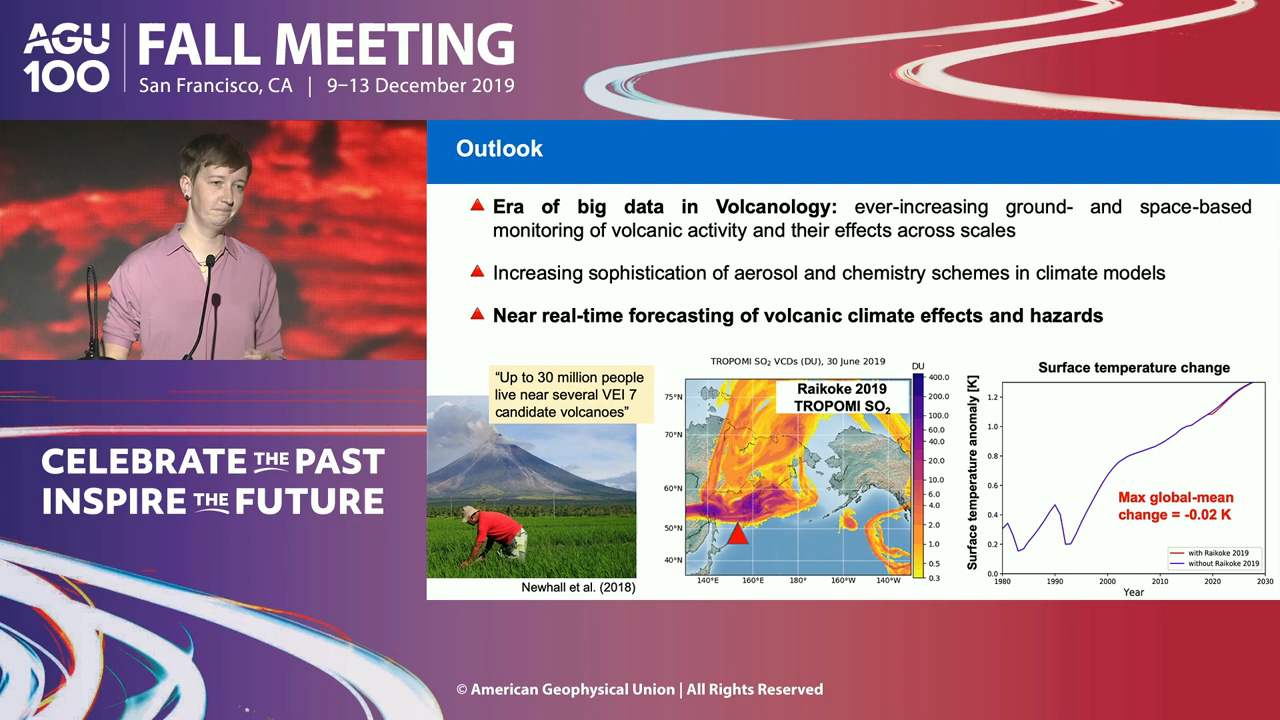 AGU
100
FALL MEETING
San Francisco, CA | 9–13 December 2019
Outlook
Era of big data in Volcanology: ever-increasing ground- and space-based
monitoring of volcanic activity and their effects across scales
Increasing sophistication of aerosol and chemistry schemes in climate models
Near real-time forecasting of volcanic climate effects and hazards
“Up to 30 million people
live near several VEI 7
candidate volcanoes”
Newhall et al. (2018)
TROPOMI SO₂ VCDs (DU), 30 June 2019
DU
Raikoke 2019
TROPOMI SO₂
75°N
70°N
60°N
50°N
40°N
140°E 160°E 180° 160°W 140°W
400.0
200.0
100.0
60.0
40.0
20.0
10.0
6.0
4.0
2.0
1.0
0.5
0.3
Surface temperature change
Surface temperature anomaly [K]
1.2
1.0
0.8
0.6
0.4
0.2
0.0
Max global-mean
change = -0.02 K
with Raikoke 2019
without Raikoke 2019
1980 1990 2000 2010 2020 2030
Year
CELEBRATE THE PAST
INSPIRE THE FUTURE
© American Geophysical Union | All Rights Reserved